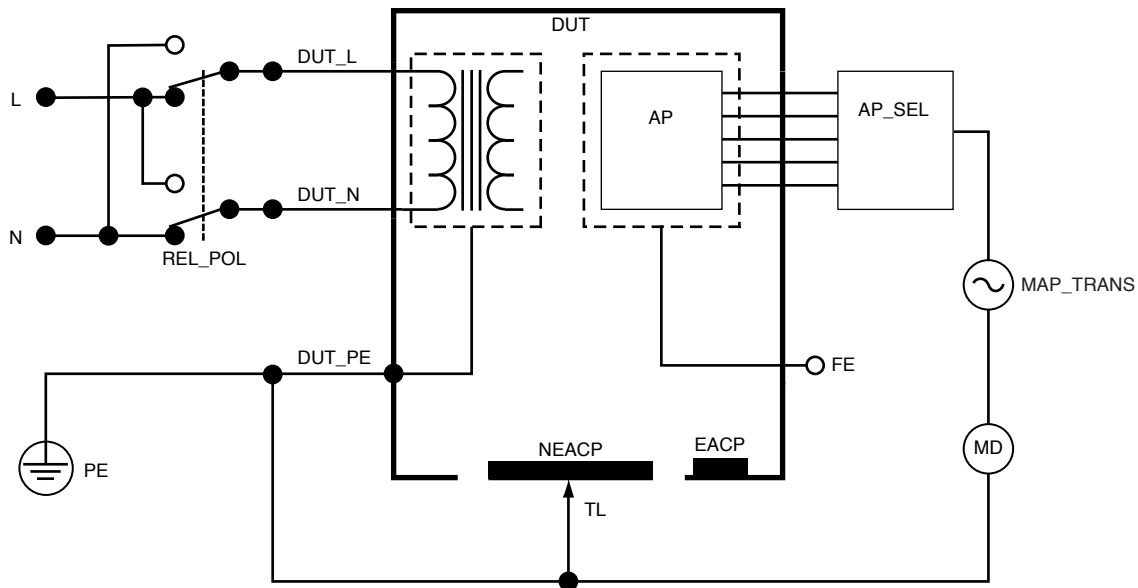 DUT
DUT_L
L
AP
AP_SEL
DUT_N
N
REL_POL
MAP_TRANS
DUT_PE
FE
NEACP
EACP
MD
PE
TL